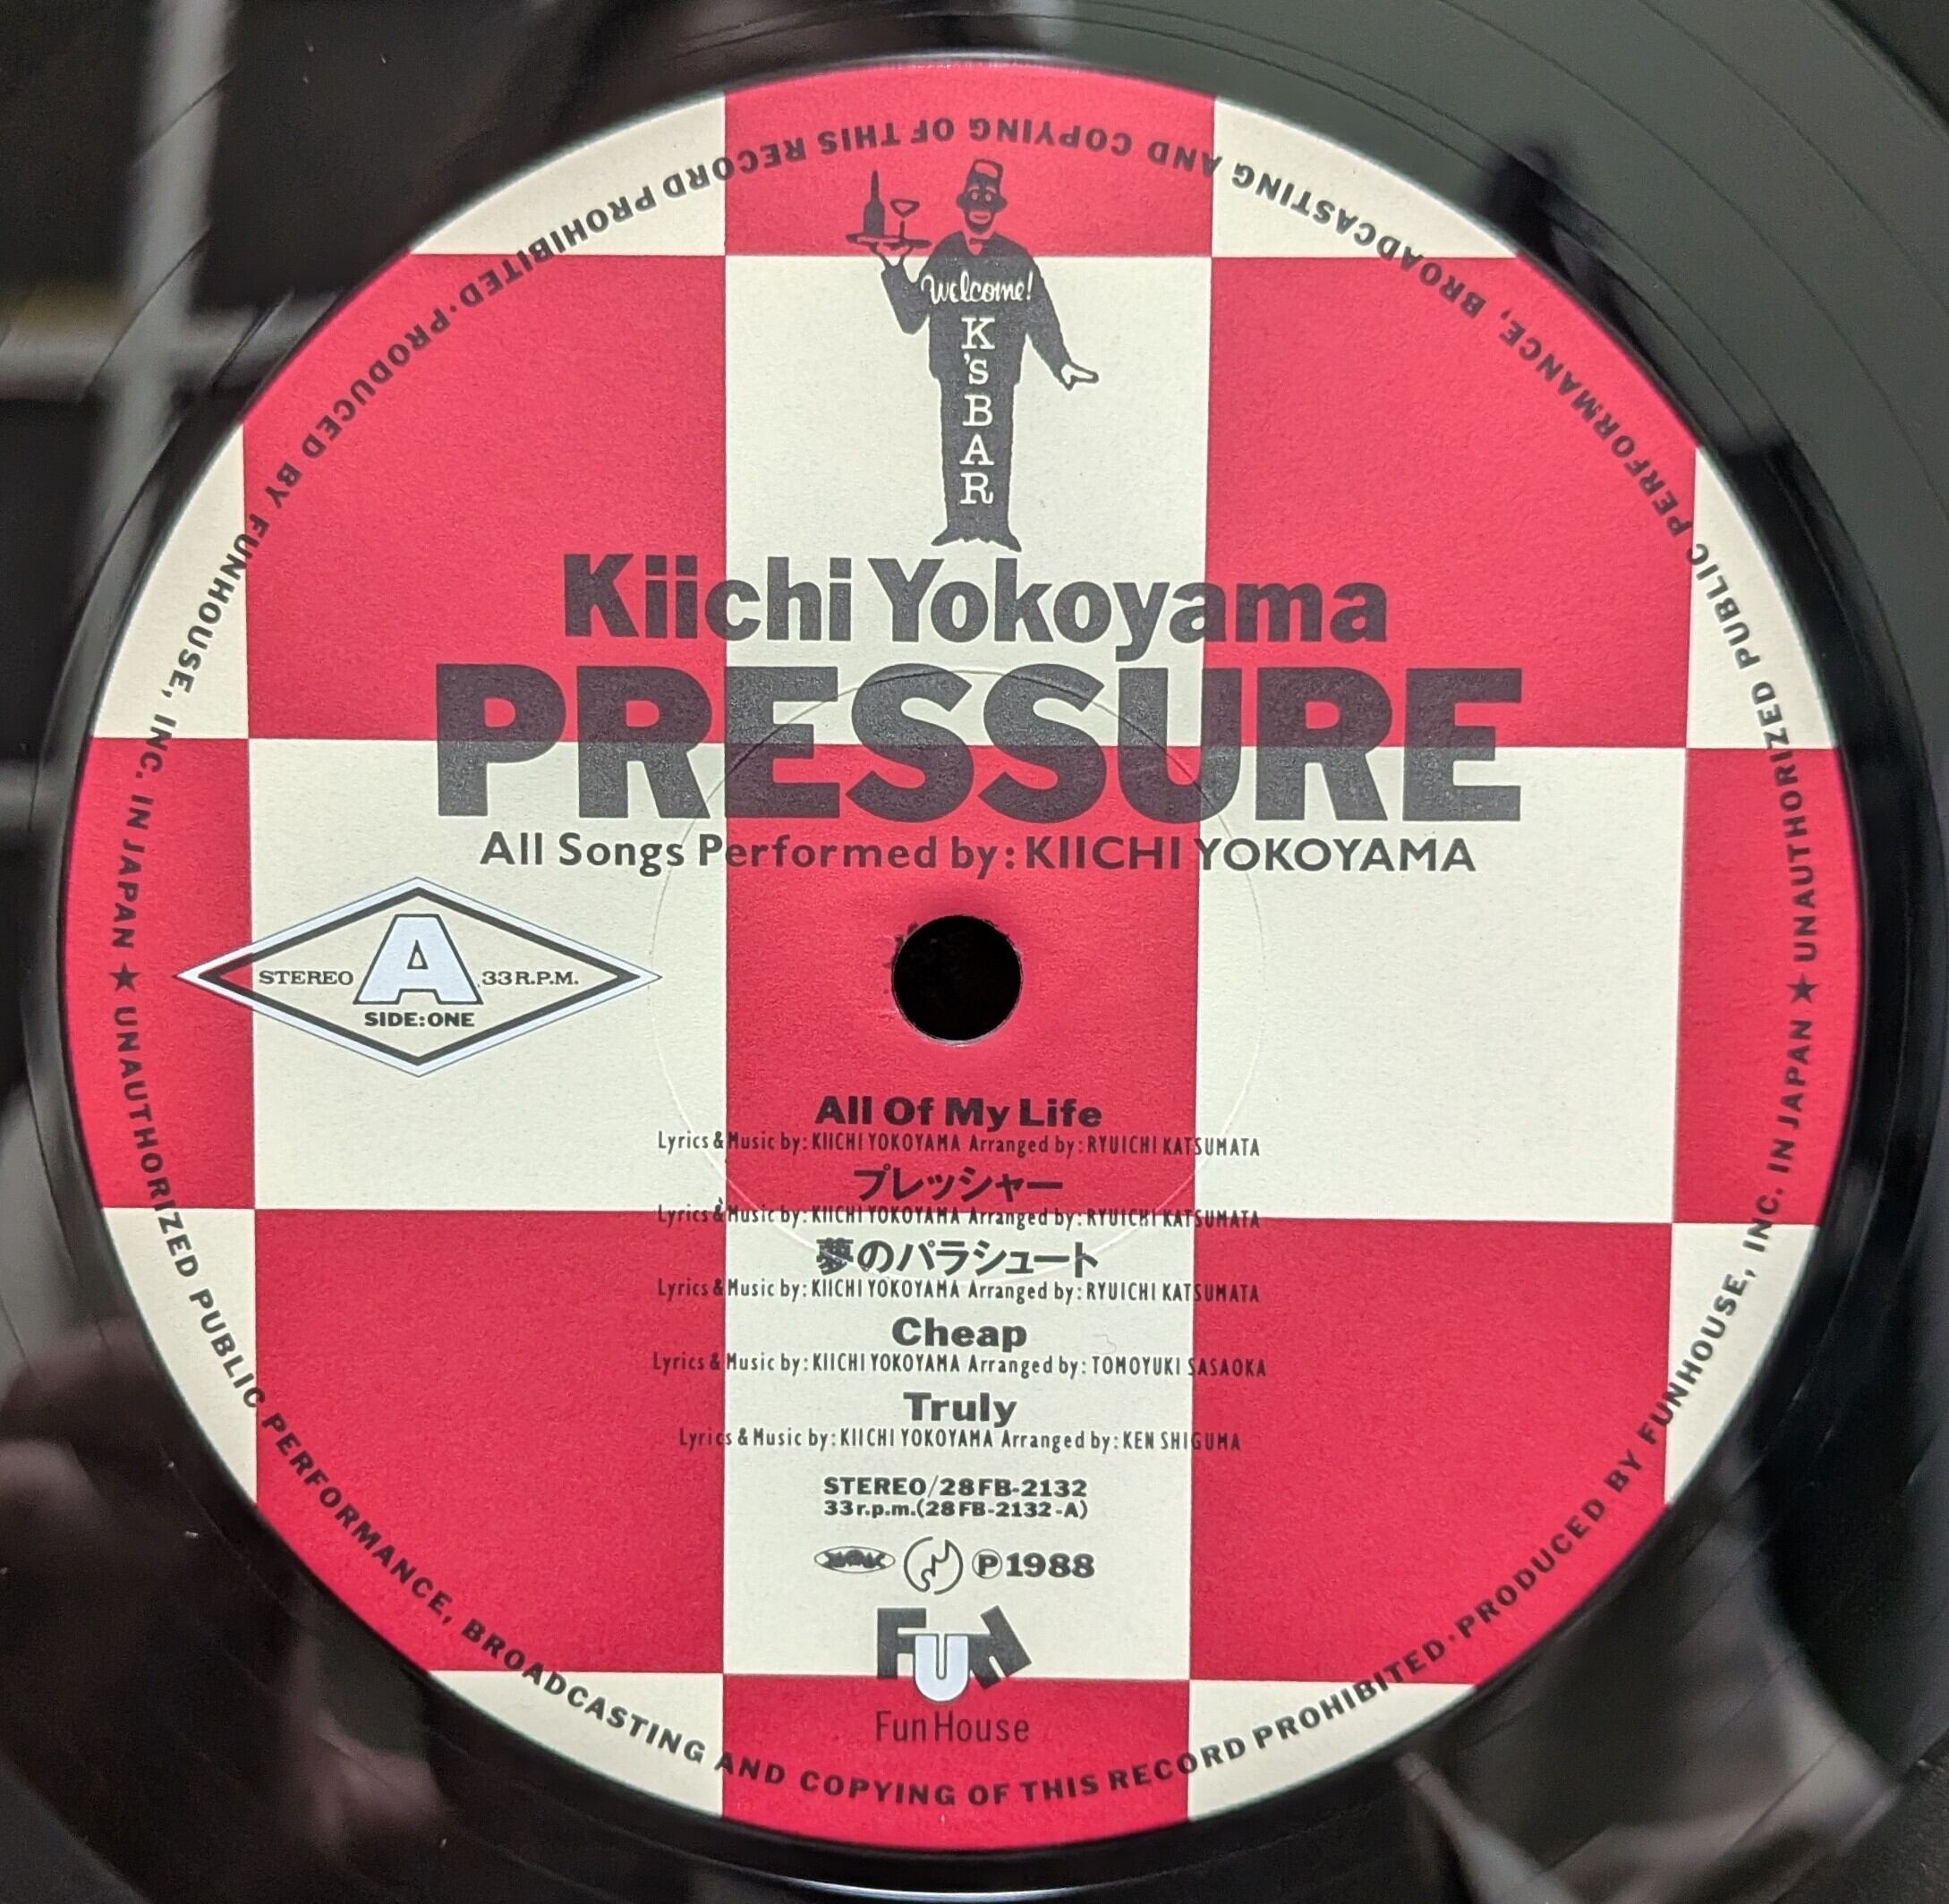 Welcome!
K'S BAR
Kiichi Yokoyama
PRESSURE
All Songs Performed by: KIICHI YOKOYAMA
STEREO A 33 R.P.M.
SIDE:ONE
All Of My Life
Lyrics & Music by: KIICHI YOKOYAMA Arranged by: RYUICHI KATSUMATA
プレッシャー
Lyrics & Music by: KIICHI YOKOYAMA Arranged by: RYUICHI KATSUMATA
夢のパラシュート
Lyrics & Music by: KIICHI YOKOYAMA Arranged by: RYUICHI KATSUMATA
Cheap
Lyrics & Music by: KIICHI YOKOYAMA Arranged by: TOMOYUKI SASAOKA
Truly
Lyrics & Music by: KIICHI YOKOYAMA Arranged by: KEN SHIGUMA
STEREO/28FB-2132
33r.p.m.(28FB-2132-A)
Ⓟ1988
FUN
Fun House
★ UNAUTHORIZED PUBLIC PERFORMANCE, BROADCASTING AND COPYING OF THIS RECORD PROHIBITED·PRODUCED BY FUNHOUSE, INC. IN JAPAN
★ UNAUTHORIZED PUBLIC PERFORMANCE, BROADCASTING AND COPYING OF THIS RECORD PROHIBITED·PRODUCED BY FUNHOUSE, INC. IN JAPAN